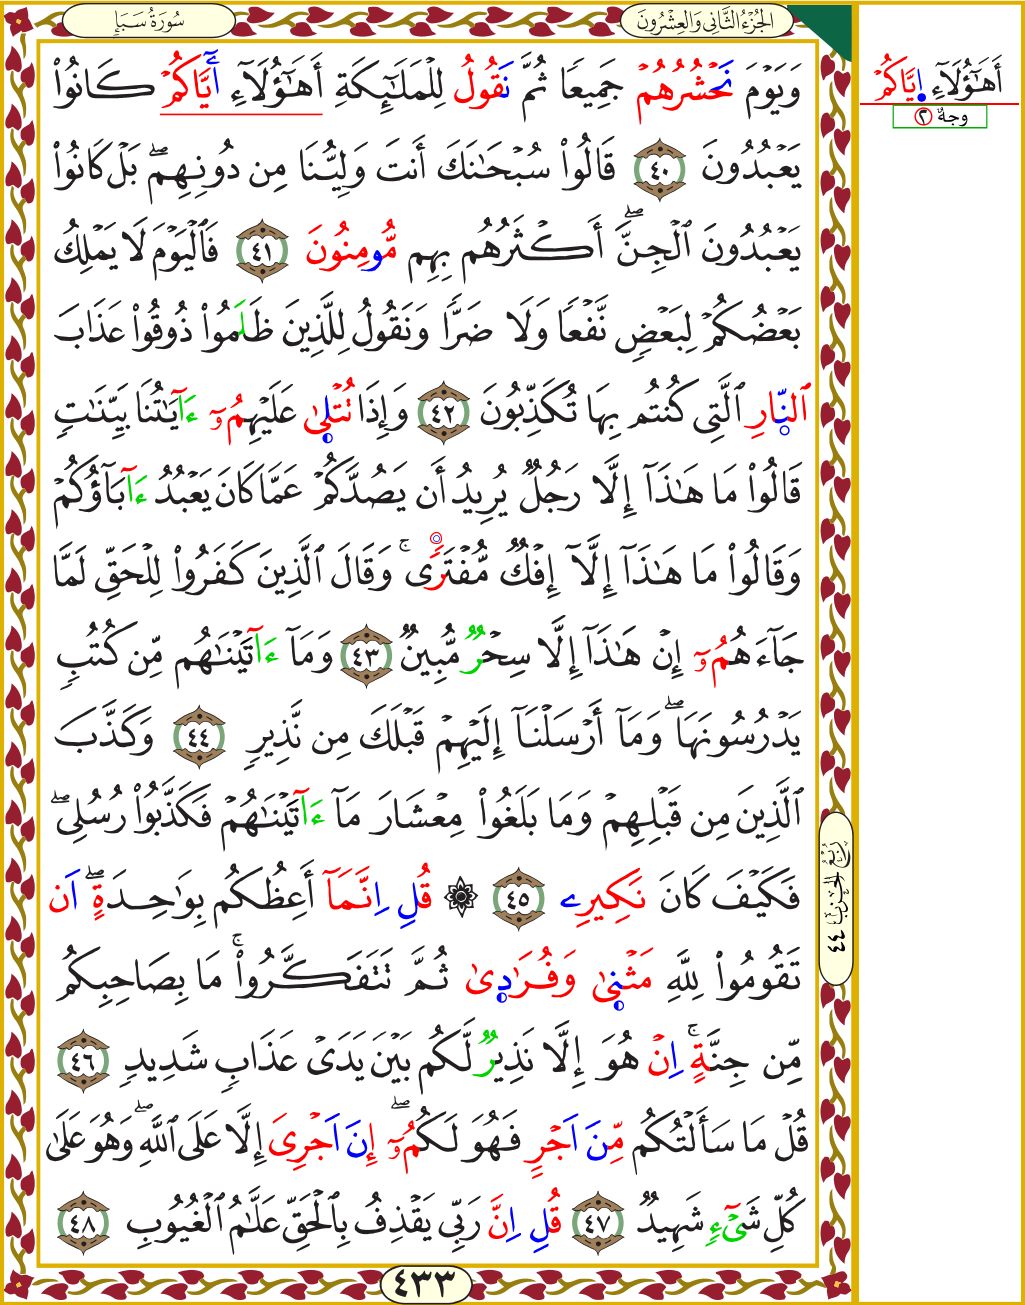 سُورَةُ سَبَإٍ
الجُزْءُ الثَّانِي وَالعِشْرُونَ
وَيَوْمَ نَحْشُرُهُمْ جَمِيعًا ثُمَّ نَقُولُ لِلْمَلَٰٓئِكَةِ أَهَٰٓؤُلَآءِ أَ۬يَّاكُمْ كَانُوا۟
يَعْبُدُونَ ٤٠ قَالُوا۟ سُبْحَٰنَكَ أَنتَ وَلِيُّنَا مِن دُونِهِمۖ بَلْ كَانُوا۟
يَعْبُدُونَ ٱلْجِنَّۖ أَكْثَرُهُم بِهِم مُّومِنُونَ ٤١ فَٱلْيَوْمَ لَا يَمْلِكُ
بَعْضُكُمْ لِبَعْضٍ نَّفْعًا وَلَا ضَرًّا وَنَقُولُ لِلَّذِينَ ظَلَمُوا۟ ذُوقُوا۟ عَذَابَ
ٱلنَّارِ ٱلَّتِى كُنتُم بِهَا تُكَذِّبُونَ ٤٢ وَإِذَا تُتْلَىٰ عَلَيْهِمُۥٓ ءَايَٰتُنَا بَيِّنَٰتٍ
قَالُوا۟ مَا هَٰذَآ إِلَّا رَجُلٌ يُرِيدُ أَن يَصُدَّكُمْ عَمَّا كَانَ يَعْبُدُ ءَابَآؤُكُمْ
وَقَالُوا۟ مَا هَٰذَآ إِلَّآ إِفْكٌ مُّفْتَرًىۚ وَقَالَ ٱلَّذِينَ كَفَرُوا۟ لِلْحَقِّ لَمَّا
جَآءَهُمُۥٓ إِنْ هَٰذَآ إِلَّا سِحْرٌ مُّبِينٌ ٤٣ وَمَآ ءَاتَيْنَٰهُم مِّن كُتُبٍ
يَدْرُسُونَهَاۖ وَمَآ أَرْسَلْنَآ إِلَيْهِمْ قَبْلَكَ مِن نَّذِيرٍ ٤٤ وَكَذَّبَ
ٱلَّذِينَ مِن قَبْلِهِمْ وَمَا بَلَغُوا۟ مِعْشَارَ مَآ ءَاتَيْنَٰهُمْ فَكَذَّبُوا۟ رُسُلِىۖ
فَكَيْفَ كَانَ نَكِيرِۦ ٤٥ ۞ قُلِ اِنَّمَآ أَعِظُكُم بِوَٰحِدَةٍۖ اَن
تَقُومُوا۟ لِلَّهِ مَثْنَىٰ وَفُرَٰدَىٰ ثُمَّ تَتَفَكَّرُوا۟ۚ مَا بِصَاحِبِكُم
مِّن جِنَّةٍۚ اِنْ هُوَ إِلَّا نَذِيرٌ لَّكُم بَيْنَ يَدَىْ عَذَابٍ شَدِيدٍ ٤٦
قُلْ مَا سَأَلْتُكُم مِّنَ اَجْرٍ فَهُوَ لَكُمُۥٓۖ إِنَ اَجْرِىَ إِلَّا عَلَى ٱللَّهِۖ وَهُوَ عَلَىٰ
كُلِّ شَىْءٍ شَهِيدٌ ٤٧ قُلِ اِنَّ رَبِّى يَقْذِفُ بِٱلْحَقِّ عَلَّٰمُ ٱلْغُيُوبِ ٤٨
٤٣٣
رُبْعُ الحِزْبِ ٤٤
أَهَٰٓؤُلَآءِ اِيَّاكُمْ
وجهٌ ٢